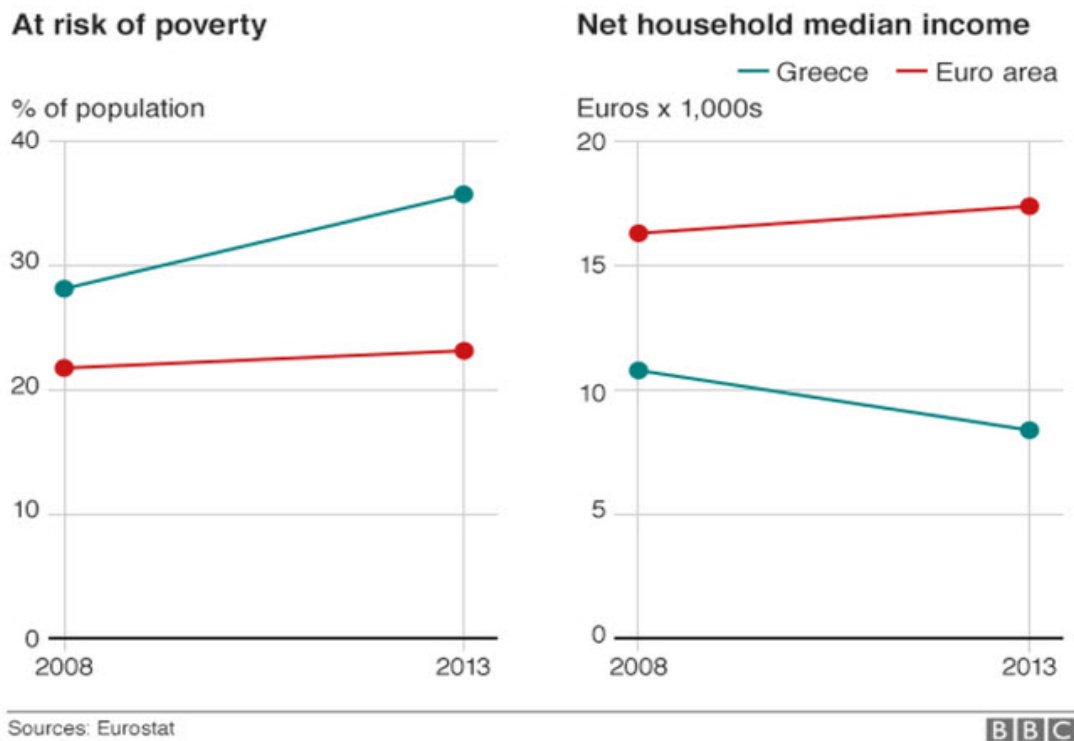 At risk of poverty
% of population
40
30
20
10
0
2008 2013
Net household median income
Greece Euro area
Euros x 1,000s
20
15
10
5
0
2008 2013
Sources: Eurostat
BBC